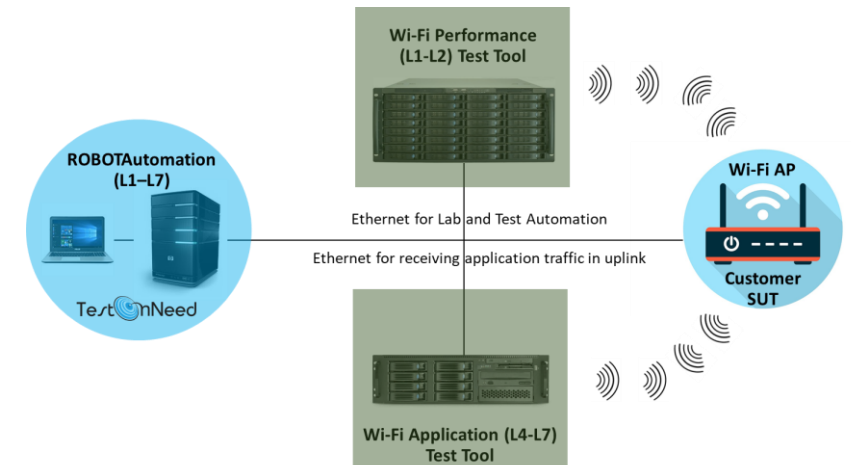 Wi-Fi Performance
(L1-L2) Test Tool
ROBOTAutomation
(L1–L7)
Wi-Fi AP
Ethernet for Lab and Test Automation
Ethernet for receiving application traffic in uplink
Customer
SUT
TestOnNeed
Wi-Fi Application (L4-L7)
Test Tool